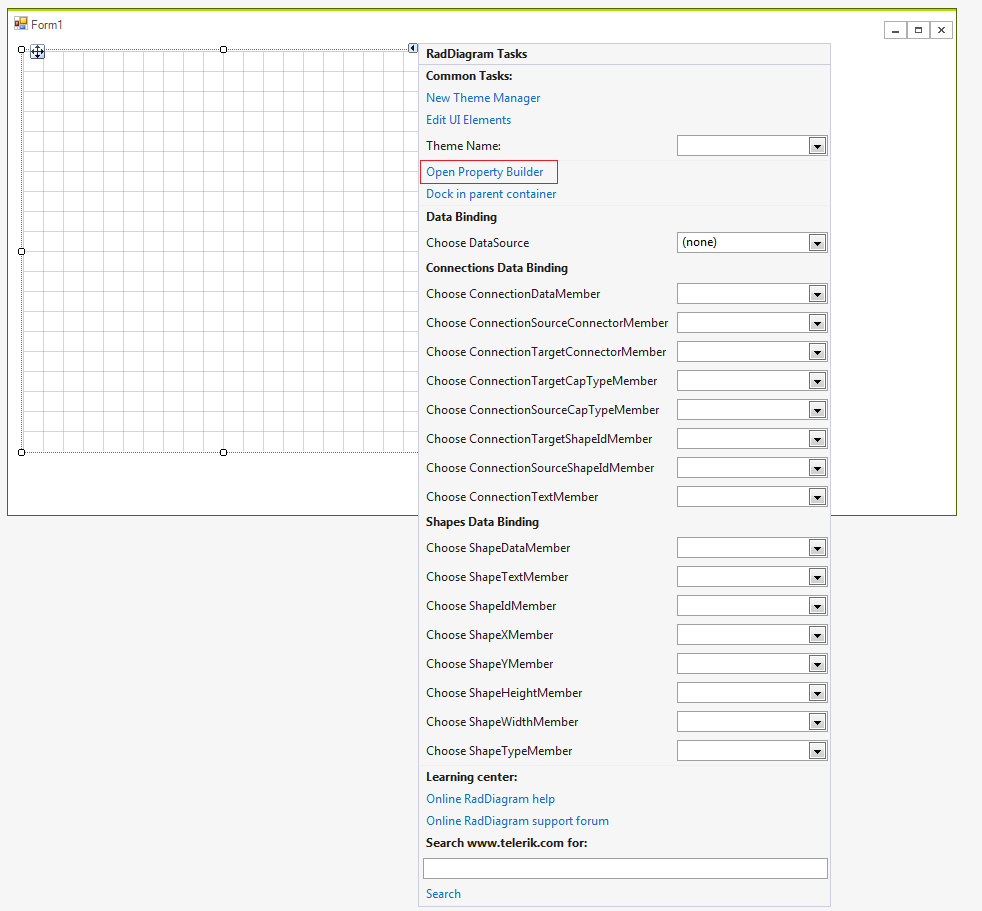 Form1
RadDiagram Tasks
Common Tasks:
New Theme Manager
Edit UI Elements
Theme Name:
Open Property Builder
Dock in parent container
Data Binding
Choose DataSource (none)
Connections Data Binding
Choose ConnectionDataMember
Choose ConnectionSourceConnectorMember
Choose ConnectionTargetConnectorMember
Choose ConnectionTargetCapTypeMember
Choose ConnectionSourceCapTypeMember
Choose ConnectionTargetShapeIdMember
Choose ConnectionSourceShapeIdMember
Choose ConnectionTextMember
Shapes Data Binding
Choose ShapeDataMember
Choose ShapeTextMember
Choose ShapeIdMember
Choose ShapeXMember
Choose ShapeYMember
Choose ShapeHeightMember
Choose ShapeWidthMember
Choose ShapeTypeMember
Learning center:
Online RadDiagram help
Online RadDiagram support forum
Search www.telerik.com for:
Search